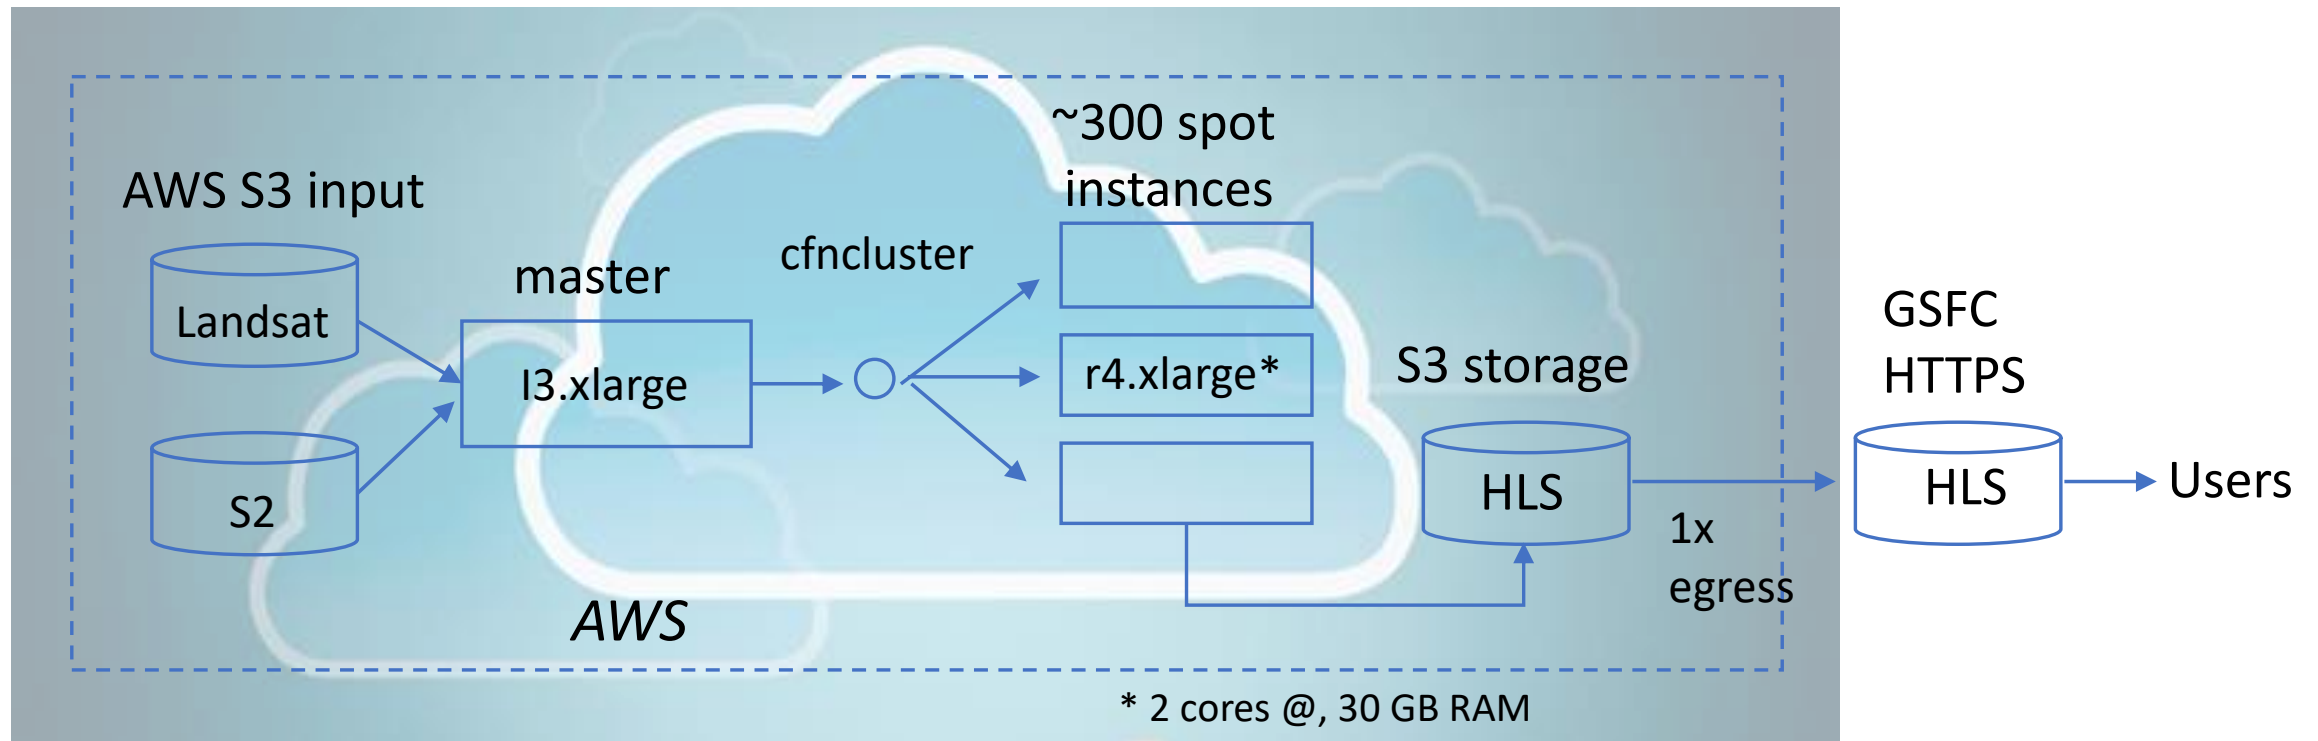 ~300 spot
instances
AWS S3 input
cfncluster
master
Landsat
I3.xlarge
r4.xlarge*
S3 storage
GSFC
HTTPS
S2
HLS
HLS
Users
1x
egress
AWS
* 2 cores @, 30 GB RAM